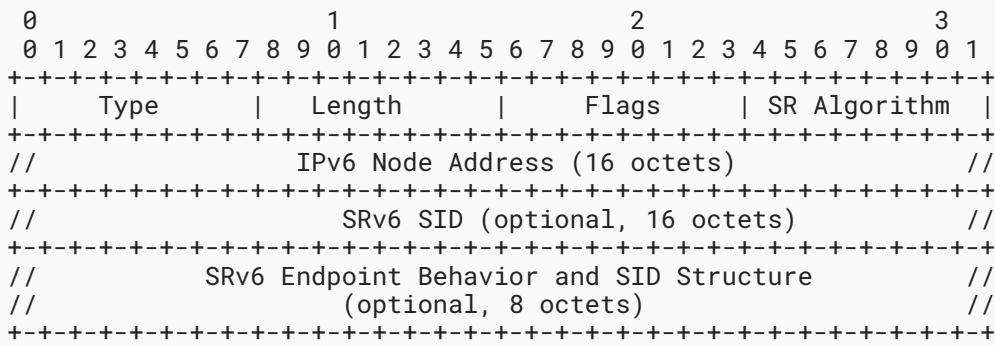 0                   1                   2                   3
 0 1 2 3 4 5 6 7 8 9 0 1 2 3 4 5 6 7 8 9 0 1 2 3 4 5 6 7 8 9 0 1
+-+-+-+-+-+-+-+-+-+-+-+-+-+-+-+-+-+-+-+-+-+-+-+-+-+-+-+-+-+-+-+-+
|     Type      |   Length      |     Flags     | SR Algorithm  |
+-+-+-+-+-+-+-+-+-+-+-+-+-+-+-+-+-+-+-+-+-+-+-+-+-+-+-+-+-+-+-+-+
//                 IPv6 Node Address (16 octets)               //
+-+-+-+-+-+-+-+-+-+-+-+-+-+-+-+-+-+-+-+-+-+-+-+-+-+-+-+-+-+-+-+-+
//                    SRv6 SID (optional, 16 octets)           //
+-+-+-+-+-+-+-+-+-+-+-+-+-+-+-+-+-+-+-+-+-+-+-+-+-+-+-+-+-+-+-+-+
//           SRv6 Endpoint Behavior and SID Structure          //
//                    (optional, 8 octets)                     //
+-+-+-+-+-+-+-+-+-+-+-+-+-+-+-+-+-+-+-+-+-+-+-+-+-+-+-+-+-+-+-+-+